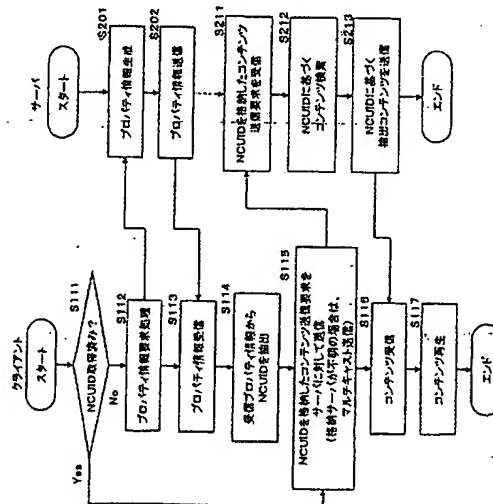 クライアント
スタート
S111
NCUID取得済み？
Yes
No
S112
プロパティ情報要求処理
S113
プロパティ情報受信
S114
受信プロパティ情報から
NCUIDを抽出
S115
NCUIDを格納したコンテンツ送信要求を
サーバに対して送信
(格納サーバが不明の場合は、
マルチキャスト送信)
S116
コンテンツ受信
S117
コンテンツ再生
エンド
サーバ
スタート
S201
プロパティ情報生成
S202
プロパティ情報送信
S211
NCUIDを格納したコンテンツ
送信要求を受信
S212
NCUIDに基づく
コンテンツ検索
S213
NCUIDに基づく
抽出コンテンツを送信
エンド